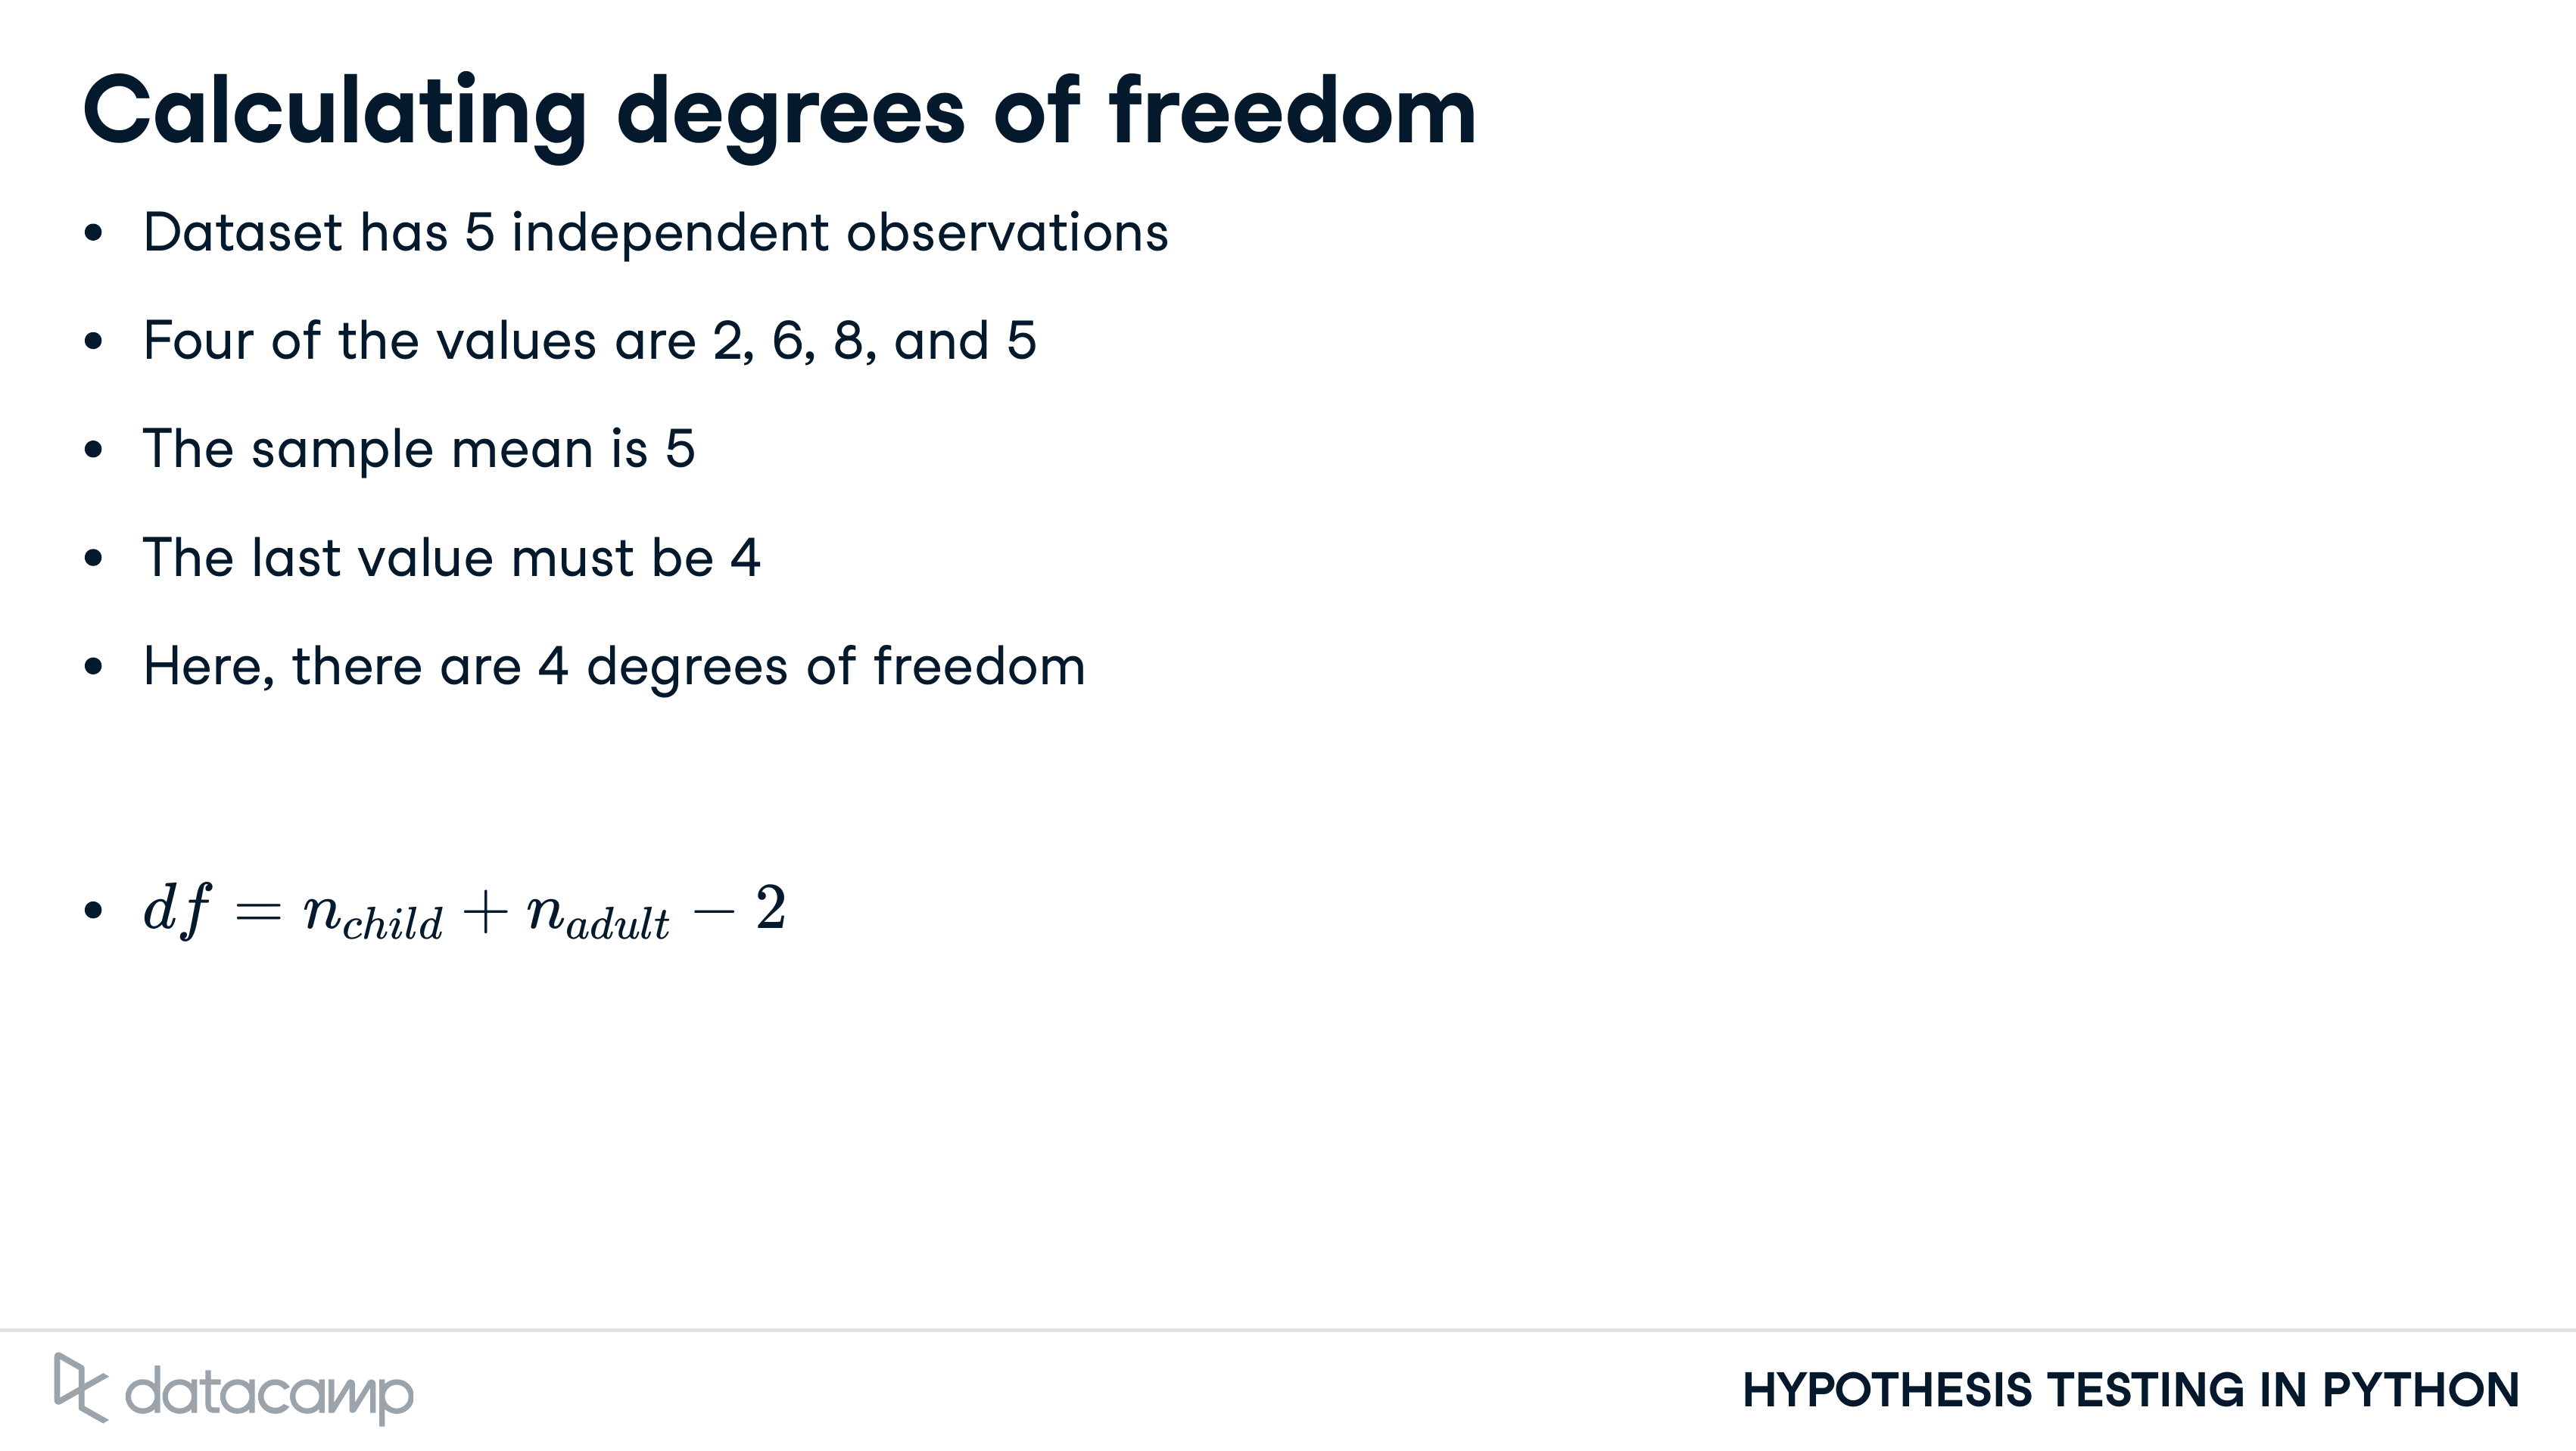 Calculating degrees of freedom
• Dataset has 5 independent observations
• Four of the values are 2, 6, 8, and 5
• The sample mean is 5
• The last value must be 4
• Here, there are 4 degrees of freedom
• $df = n_{child} + n_{adult} - 2$
datacamp
HYPOTHESIS TESTING IN PYTHON